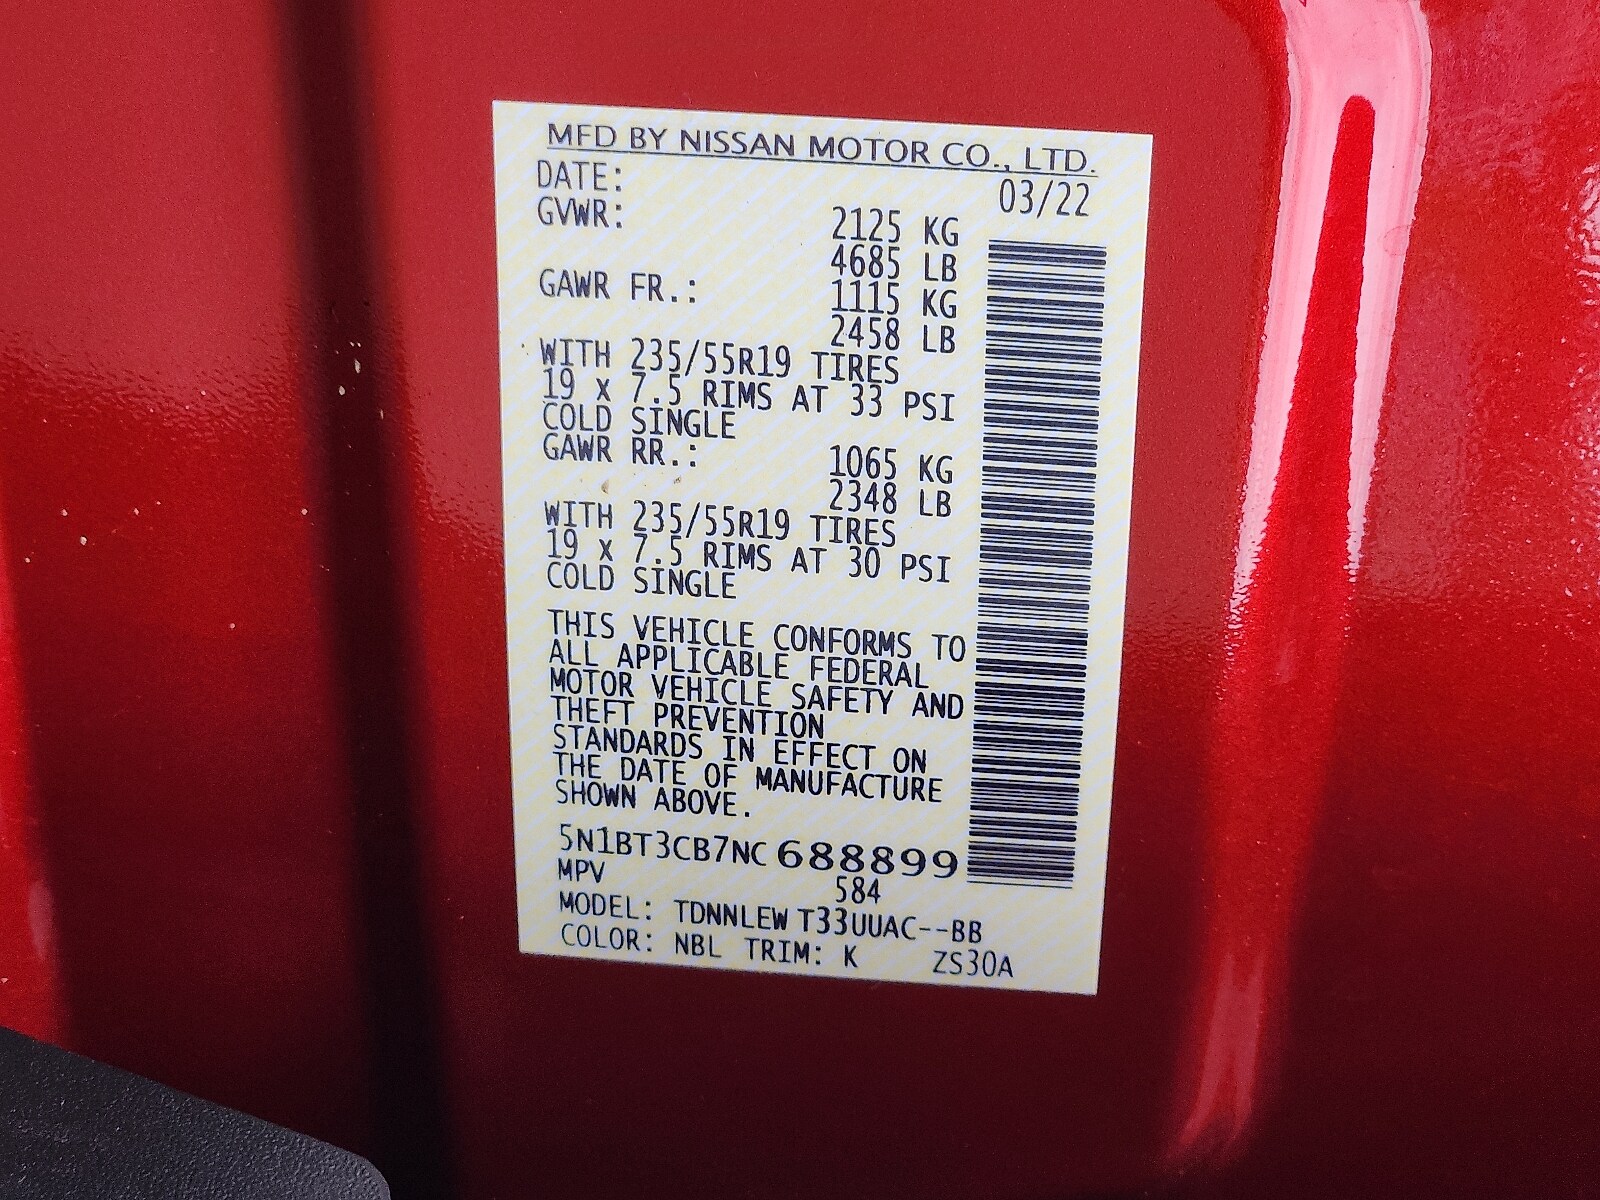 MFD BY NISSAN MOTOR CO., LTD.
DATE: 03/22
GVWR: 2125 KG
4685 LB
GAWR FR.: 1115 KG
2458 LB
WITH 235/55R19 TIRES
19 x 7.5 RIMS AT 33 PSI
COLD SINGLE
GAWR RR.: 1065 KG
2348 LB
WITH 235/55R19 TIRES
19 x 7.5 RIMS AT 30 PSI
COLD SINGLE
THIS VEHICLE CONFORMS TO
ALL APPLICABLE FEDERAL
MOTOR VEHICLE SAFETY AND
THEFT PREVENTION
STANDARDS IN EFFECT ON
THE DATE OF MANUFACTURE
SHOWN ABOVE.
5N1BT3CB7NC 688899
MPV 584
MODEL: TDNNLEW T33UUAC--BB
COLOR: NBL TRIM: K ZS30A